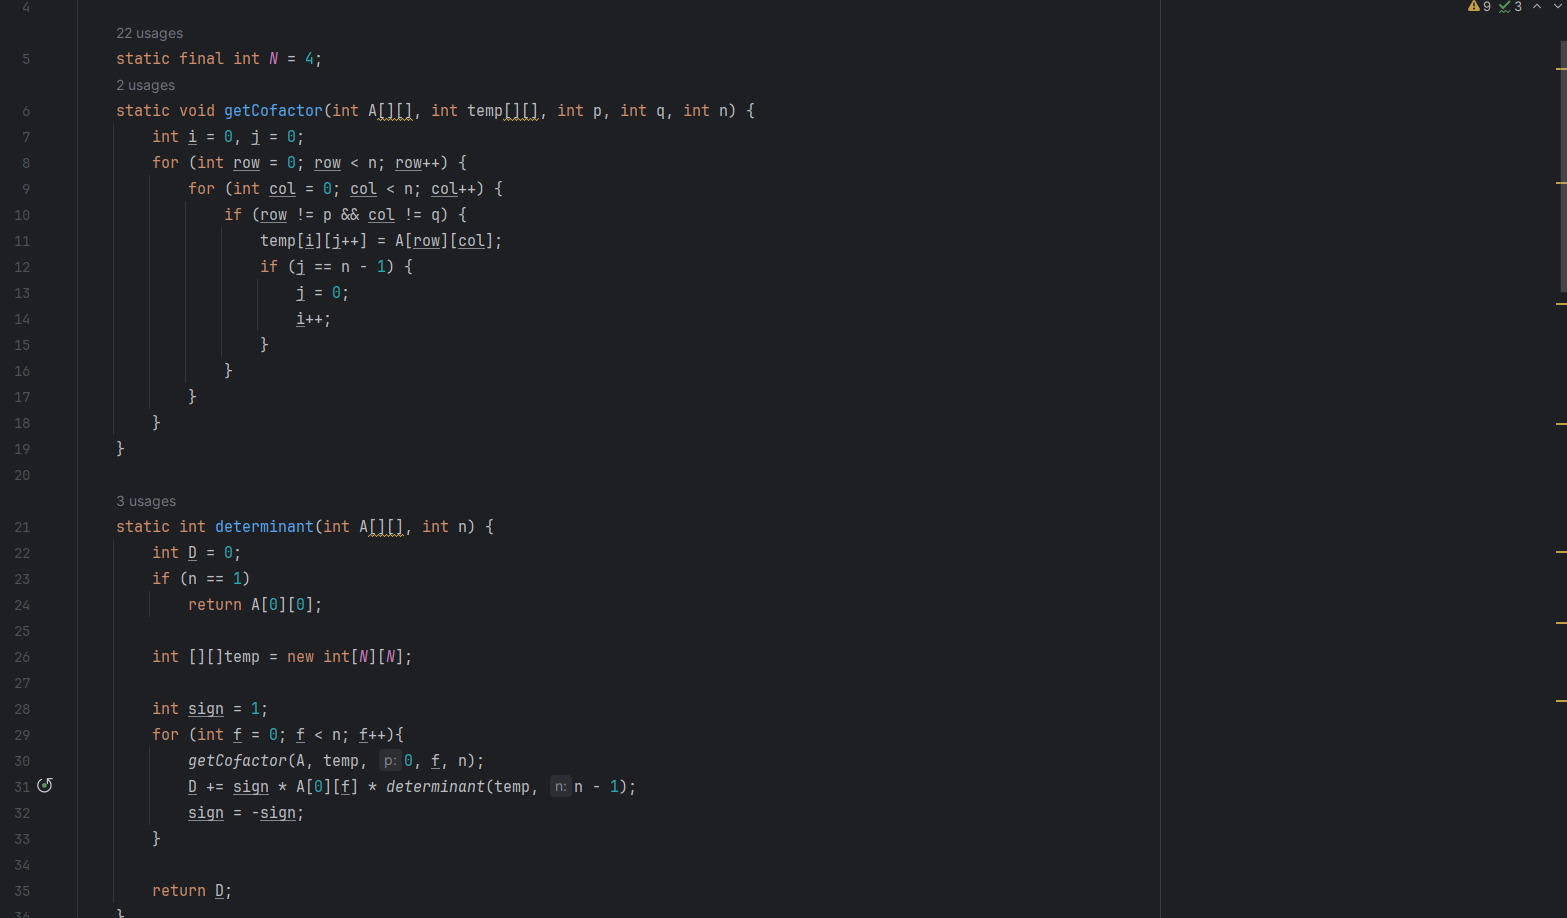 4
9 3
22 usages
5 static final int N = 4;
2 usages
6 static void getCofactor(int A[][], int temp[][], int p, int q, int n) {
7 int i = 0, j = 0;
8 for (int row = 0; row < n; row++) {
9 for (int col = 0; col < n; col++) {
10 if (row != p && col != q) {
11 temp[i][j++] = A[row][col];
12 if (j == n - 1) {
13 j = 0;
14 i++;
15 }
16 }
17 }
18 }
19 }
20
3 usages
21 static int determinant(int A[][], int n) {
22 int D = 0;
23 if (n == 1)
24 return A[0][0];
25
26 int [][]temp = new int[N][N];
27
28 int sign = 1;
29 for (int f = 0; f < n; f++){
30 getCofactor(A, temp, p: 0, f, n);
31 D += sign * A[0][f] * determinant(temp, n: n - 1);
32 sign = -sign;
33 }
34
35 return D;
36 }